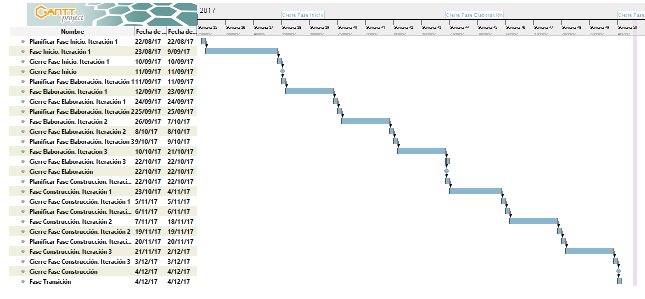 GANTT project
2017
Cierre Fase Inicio
Cierre Fase Elaboración
Cierre Fase
Nombre Fecha de ... Fecha de...
Planificar Fase Inicio. Iteración 1 22/08/17 22/08/17
Fase Inicio. Iteración 1 23/08/17 9/09/17
Cierre Fase Inicio. Iteración 1 10/09/17 10/09/17
Cierre Fase Inicio 11/09/17 11/09/17
Planificar Fase Elaboración. Iteración 1 11/09/17 11/09/17
Fase Elaboración. Iteración 1 12/09/17 23/09/17
Cierre Fase Elaboración. Iteración 1 24/09/17 24/09/17
Planificar Fase Elaboración. Iteración 2 25/09/17 25/09/17
Fase Elaboración. Iteración 2 26/09/17 7/10/17
Cierre Fase Elaboración. Iteración 2 8/10/17 8/10/17
Planificar Fase Elaboración. Iteración 3 9/10/17 9/10/17
Fase Elaboración. Iteración 3 10/10/17 21/10/17
Cierre Fase Elaboración. Iteración 3 22/10/17 22/10/17
Cierre Fase Elaboración 22/10/17 22/10/17
Planificar Fase Construcción. Iteraci... 22/10/17 22/10/17
Fase Construcción. Iteración 1 23/10/17 4/11/17
Cierre Fase Construcción. Iteración 1 5/11/17 5/11/17
Planificar Fase Construcción. Iteraci... 6/11/17 6/11/17
Fase Construcción. Iteración 2 7/11/17 18/11/17
Cierre Fase Construcción. Iteración 2 19/11/17 19/11/17
Planificar Fase Construcción. Iteraci... 20/11/17 20/11/17
Fase Construcción. Iteración 3 21/11/17 2/12/17
Cierre Fase Construcción. Iteración 3 3/12/17 3/12/17
Cierre Fase Construcción 4/12/17 4/12/17
Fase Transición 4/12/17 4/12/17